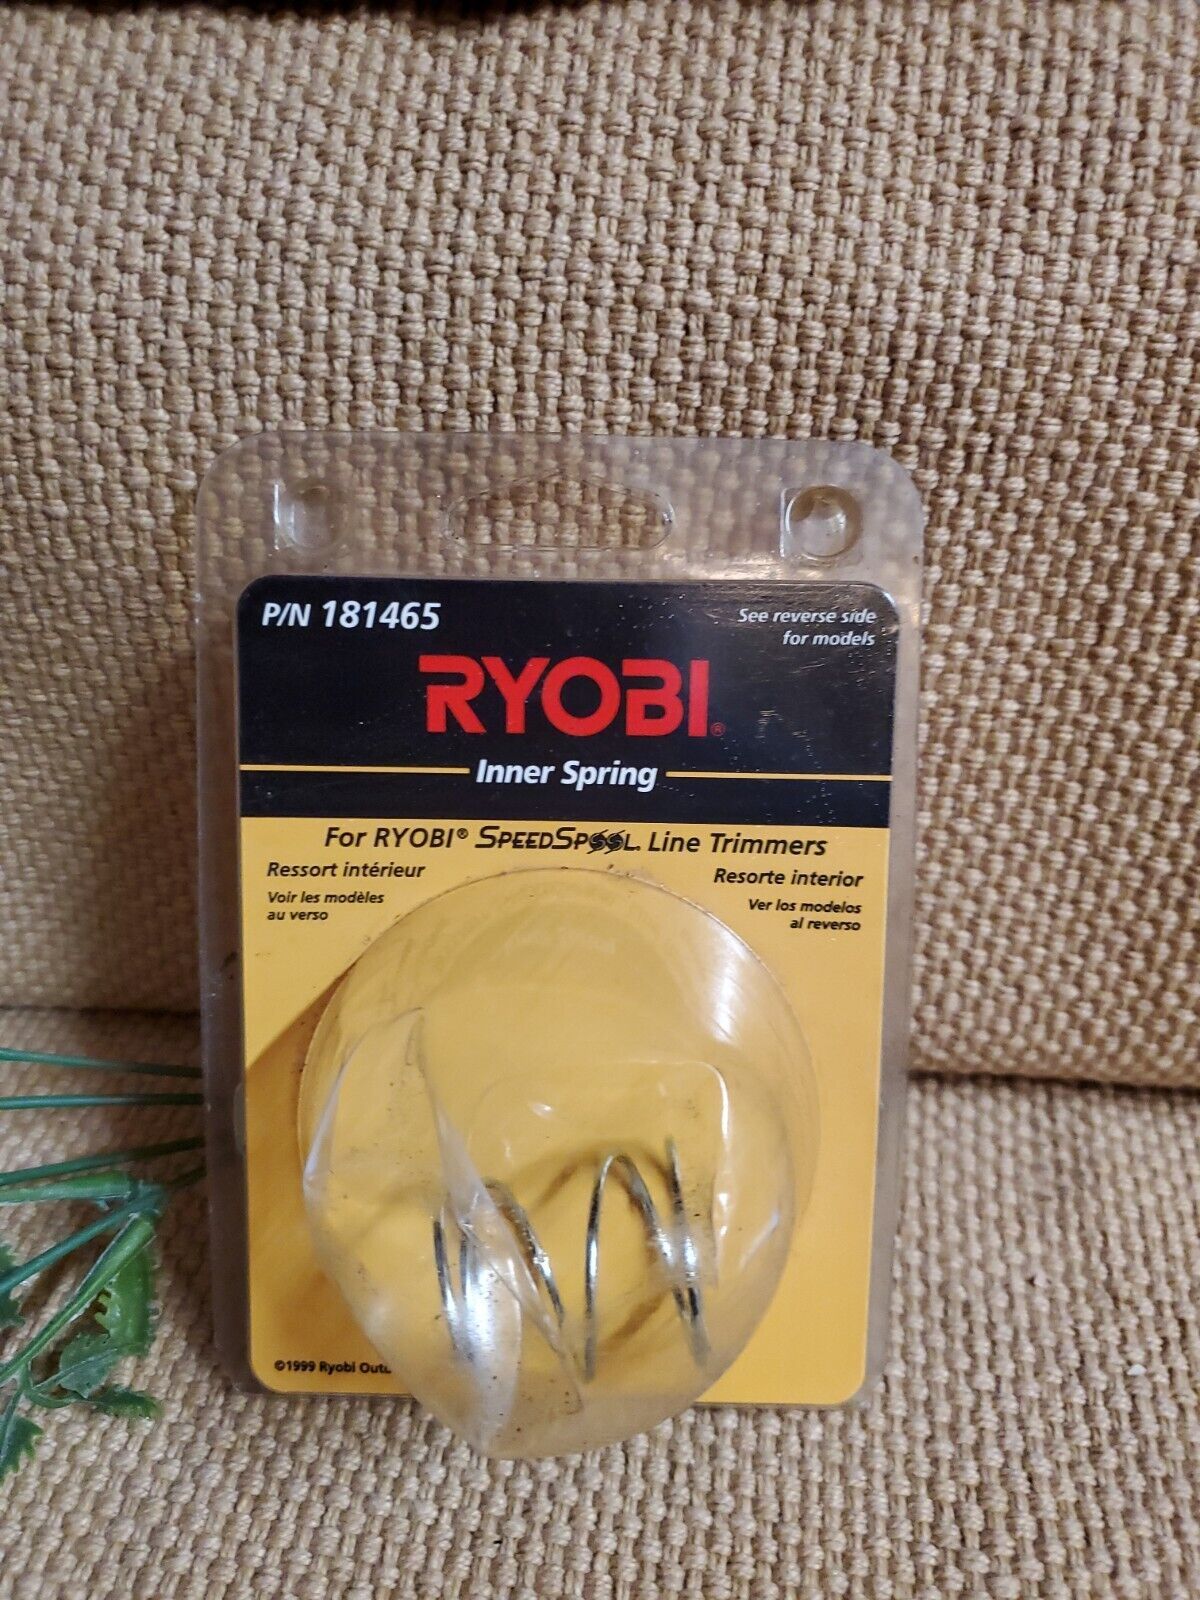 P/N 181465
See reverse side
for models
RYOBI®
Inner Spring
For RYOBI® SPEEDSPOOL. Line Trimmers
Ressort intérieur
Voir les modèles
au verso
Resorte interior
Ver los modelos
al reverso
©1999 Ryobi